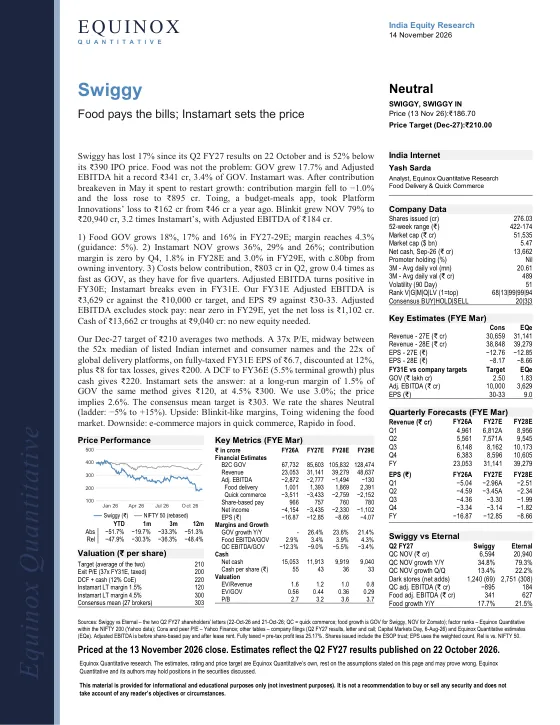 EQUINOX
QUANTITATIVE
India Equity Research
14 November 2026
Swiggy
Food pays the bills; Instamart sets the price
Neutral
SWIGGY, SWIGGY IN
Price (13 Nov 26):₹186.70
Price Target (Dec-27):₹210.00
Swiggy has lost 17% since its Q2 FY27 results on 22 October and is 52% below
its ₹390 IPO price. Food was not the problem: GOV grew 17.7% and Adjusted
EBITDA hit a record ₹341 cr, 3.4% of GOV. Instamart was. After contribution
breakeven in May it spent to restart growth: contribution margin fell to −1.0%
and the loss rose to ₹895 cr. Toing, a budget-meals app, took Platform
Innovations' loss to ₹162 cr from ₹46 cr a year ago. Blinkit grew NOV 79% to
₹20,940 cr, 3.2 times Instamart's, with Adjusted EBITDA of ₹184 cr.
1) Food GOV grows 18%, 17% and 16% in FY27-29E; margin reaches 4.3%
(guidance: 5%). 2) Instamart NOV grows 36%, 29% and 26%; contribution
margin is zero by Q4, 1.8% in FY28E and 3.0% in FY29E, with c.80bp from
owning inventory. 3) Costs below contribution, ₹803 cr in Q2, grow 0.4 times
as fast as GOV, as they have for five quarters. Adjusted EBITDA turns positive in
FY30E; Instamart breaks even in FY31E. Our FY31E Adjusted EBITDA is
₹3,629 cr against the ₹10,000 cr target, and EPS ₹9 against ₹30-33. Adjusted
EBITDA excludes stock pay: near zero in FY29E, yet the net loss is ₹1,102 cr.
Cash of ₹13,662 cr troughs at ₹9,040 cr: no new equity needed.
Our Dec-27 target of ₹210 averages two methods. A 37x P/E, midway between
the 52x median of listed Indian internet and consumer names and the 22x of
global delivery platforms, on fully-taxed FY31E EPS of ₹6.7, discounted at 12%,
plus ₹8 for tax losses, gives ₹200. A DCF to FY36E (5.5% terminal growth) plus
cash gives ₹220. Instamart sets the answer: at a long-run margin of 1.5% of
GOV the same method gives ₹120, at 4.5% ₹300. We use 3.0%; the price
implies 2.6%. The consensus target is ₹303. We rate the shares Neutral
(ladder: −5% to +15%). Upside: Blinkit-like margins, Toing widening the food
market. Downside: e-commerce majors in quick commerce, Rapido in food.
India Internet
Yash Sarda
Analyst, Equinox Quantitative Research
Food Delivery & Quick Commerce
Company Data
Shares issued (cr) 276.03
52-week range (₹) 422-174
Market cap (₹ cr) 51,535
Market cap ($ bn) 5.47
Net cash, Sep-26 (₹ cr) 13,662
Promoter holding (%) Nil
3M - Avg daily vol (mn) 20.61
3M - Avg daily val (₹ cr) 489
Volatility (90 Day) 51
Consensus BUY|HOLD|SELL 20|3|3
Key Estimates (FYE Mar)
Cons EQe
Revenue - 27E (₹ cr) 30,659 31,141
Revenue - 28E (₹ cr) 38,848 39,279
EPS - 27E (₹) −12.76 −12.85
EPS - 28E (₹) −8.17 −8.66
FY31E vs company targets Target EQe
GOV (₹ lakh cr) 2.50 1.83
Adj. EBITDA (₹ cr) 10,000 3,629
EPS (₹) 30-33 9.0
Quarterly Forecasts (FYE Mar)
Revenue (₹ cr) FY26A FY27E FY28E
Q1 4,961 6,812A 8,956
Q2 5,561 7,571A 9,545
Q3 6,148 8,162 10,173
Q4 6,383 8,596 10,605
FY 23,053 31,141 39,279
EPS (₹) FY26A FY27E FY28E
Q1 −5.04 −2.96A −2.51
Q2 −4.59 −3.45A −2.34
Q3 −4.36 −3.30 −1.99
Q4 −3.34 −3.14 −1.82
FY −16.87 −12.85 −8.66
Swiggy vs Eternal
Q2 FY27 Swiggy Eternal
QC NOV (₹ cr) 6,594 20,940
QC NOV growth Y/Y 34.8% 79.3%
QC NOV growth Q/Q 13.4% 22.2%
Dark stores (net adds) 1,240 (69) 2,751 (308)
QC adj. EBITDA (₹ cr) −895 184
Food adj. EBITDA (₹ cr) 341 627
Food growth Y/Y 17.7% 21.5%
Price Performance
500
400
300
200
100
Jan 26 Apr 26 Jul 26 Oct 26
Swiggy (₹) NIFTY 50 (rebased)
YTD 1m 3m 12m
Abs −51.7% −19.7% −33.3% −51.3%
Rel −47.9% −30.3% −36.3% −48.4%
Valuation (₹ per share)
Target (average of the two) 210
Exit P/E (37x FY31E, taxed) 200
DCF + cash (12% CoE) 220
Instamart LT margin 1.5% 120
Instamart LT margin 4.5% 300
Consensus mean (27 brokers) 303
Key Metrics (FYE Mar)
₹ in crore FY26A FY27E FY28E FY29E
Financial Estimates
B2C GOV 67,732 85,603 105,832 128,474
Revenue 23,053 31,141 39,279 48,637
Adj. EBITDA −2,872 −2,777 −1,494 −130
Food delivery 1,001 1,393 1,869 2,391
Quick commerce −3,511 −3,433 −2,759 −2,152
Share-based pay 966 757 760 780
Net income −4,154 −3,435 −2,330 −1,102
EPS (₹) −16.87 −12.85 −8.66 −4.07
Margins and Growth
GOV growth Y/Y - 26.4% 23.6% 21.4%
Food EBITDA/GOV 2.9% 3.4% 3.9% 4.3%
QC EBITDA/GOV −12.3% −9.0% −5.5% −3.4%
Cash
Net cash 15,053 11,913 9,919 9,040
Cash per share (₹) 55 43 36 33
Valuation
EV/Revenue 1.6 1.2 1.0 0.8
EV/GOV 0.56 0.44 0.36 0.29
P/B 2.7 3.2 3.6 3.7
Priced at the 13 November 2026 close. Estimates reflect the Q2 FY27 results published on 22 October 2026.
Equinox Quantitative research. The estimates, rating and price target are Equinox Quantitative's own, rest on the assumptions stated on this page and may prove wrong. Equinox
Quantitative and its authors may hold positions in the securities discussed.
This material is provided for informational and educational purposes only (not investment purposes). It is not a recommendation to buy or sell any security and does not
take account of any reader's objectives or circumstances.
Equinox Quantitative